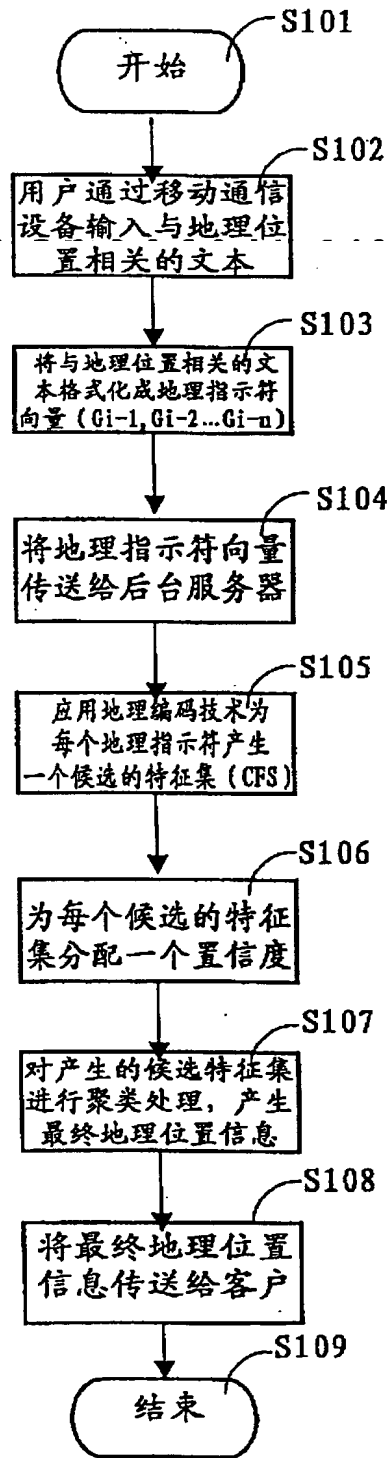 S101
开始
S102
用户通过移动通信
设备输入与地理位
置相关的文本
S103
将与地理位置相关的文
本格式化成地理指示符
向量（Gi-1,Gi-2...Gi-n）
S104
将地理指示符向量
传送给后台服务器
S105
应用地理编码技术为
每个地理指示符产生
一个候选的特征集（CFS）
S106
为每个候选的特征
集分配一个置信度
S107
对产生的候选特征集
进行聚类处理，产生
最终地理位置信息
S108
将最终地理位置
信息传送给客户
S109
结束